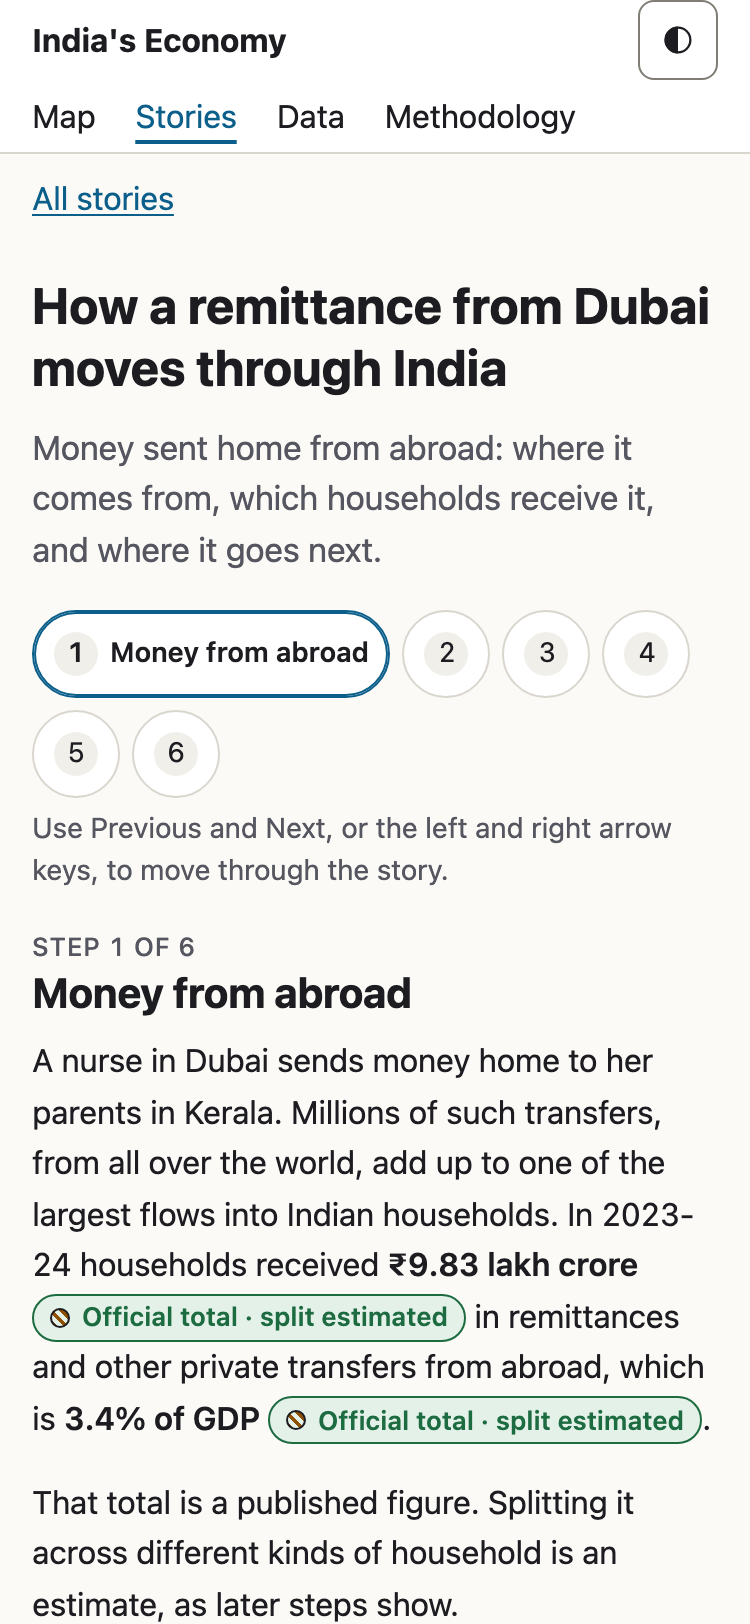 India's Economy
Map Stories Data Methodology
All stories
How a remittance from Dubai
moves through India
Money sent home from abroad: where it
comes from, which households receive it,
and where it goes next.
1 Money from abroad 2 3 4
5 6
Use Previous and Next, or the left and right arrow
keys, to move through the story.
STEP 1 OF 6
Money from abroad
A nurse in Dubai sends money home to her
parents in Kerala. Millions of such transfers,
from all over the world, add up to one of the
largest flows into Indian households. In 2023-
24 households received ₹9.83 lakh crore
Official total · split estimated in remittances
and other private transfers from abroad, which
is 3.4% of GDP Official total · split estimated.
That total is a published figure. Splitting it
across different kinds of household is an
estimate, as later steps show.